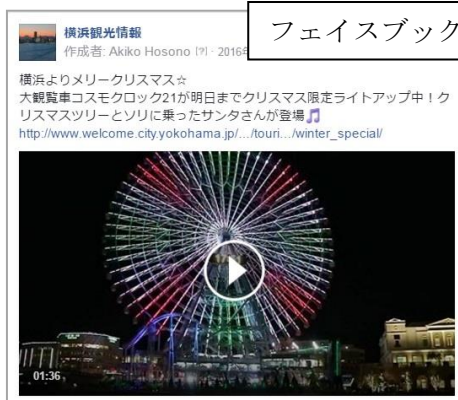 フェイスブック
横浜観光情報
作成者: Akiko Hosono [?] · 2016
横浜よりメリークリスマス☆
大観覧車コスモクロック21が明日までクリスマス限定ライトアップ中！ク
リスマスツリーとソリに乗ったサンタさんが登場🎵
http://www.welcome.city.yokohama.jp/.../touri.../winter_special/
01:36